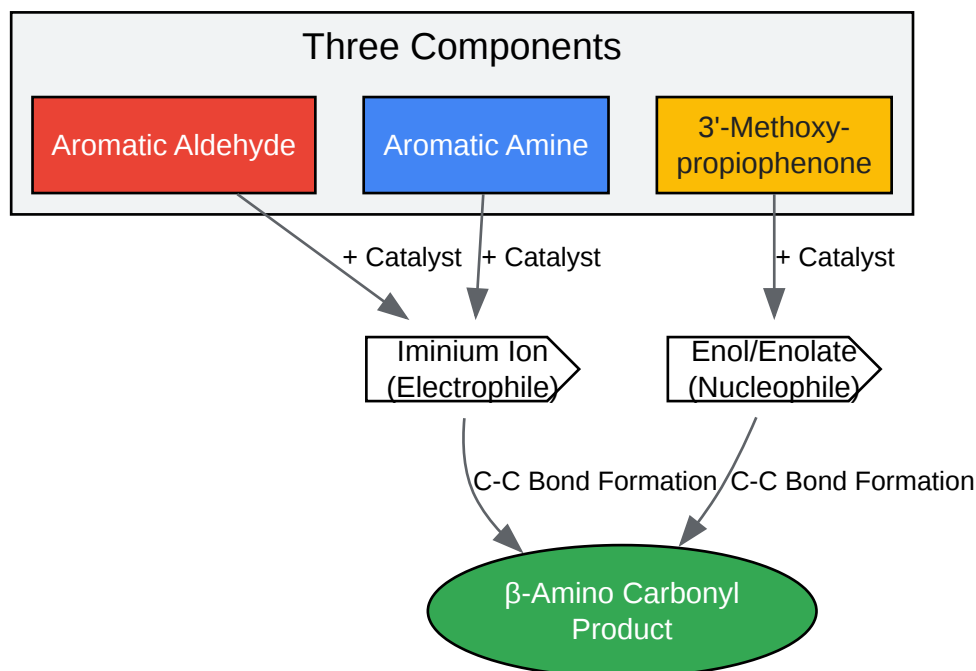 Three Components
Aromatic Aldehyde
Aromatic Amine
3'-Methoxy-
propiophenone
+ Catalyst
+ Catalyst
+ Catalyst
Iminium Ion
(Electrophile)
Enol/Enolate
(Nucleophile)
C-C Bond Formation
C-C Bond Formation
β-Amino Carbonyl
Product